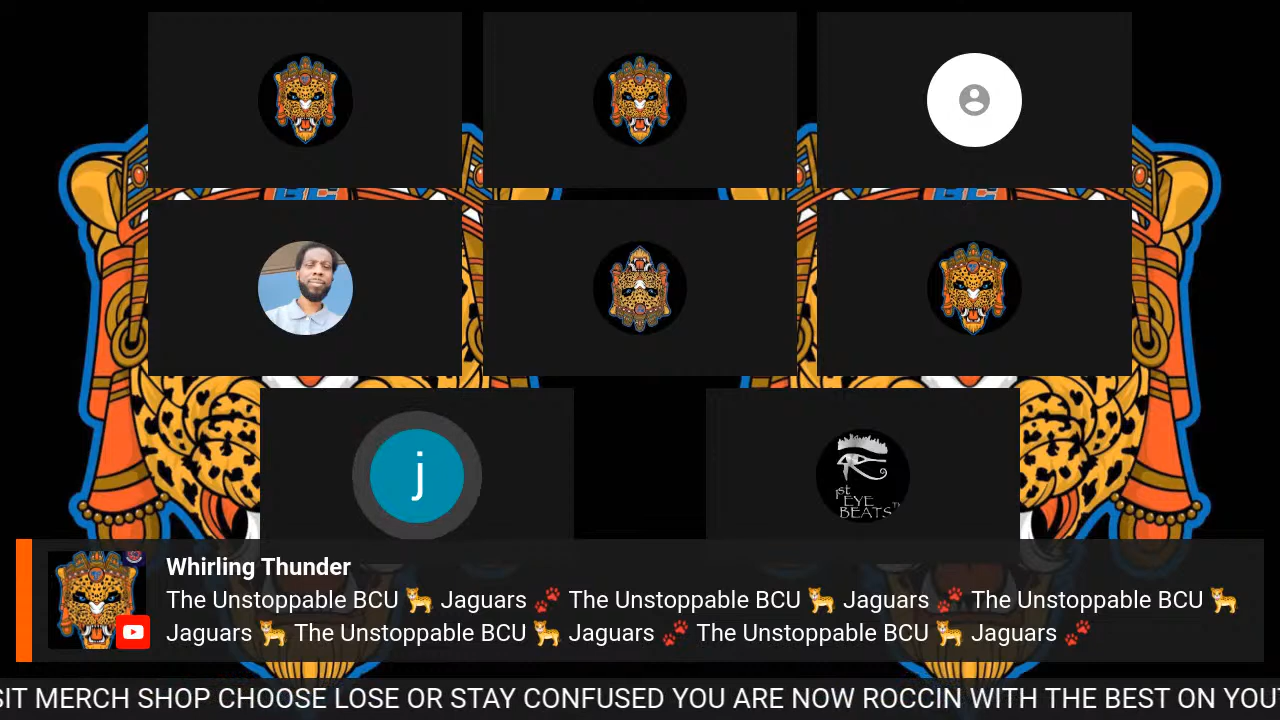 j
1st
EYE
BEATS™
Whirling Thunder
The Unstoppable BCU 🐆 Jaguars 🐾 The Unstoppable BCU 🐆 Jaguars 🐾 The Unstoppable BCU 🐆
Jaguars 🐆 The Unstoppable BCU 🐆 Jaguars 🐾 The Unstoppable BCU 🐆 Jaguars 🐾
SIT MERCH SHOP CHOOSE LOSE OR STAY CONFUSED YOU ARE NOW ROCCIN WITH THE BEST ON YOU